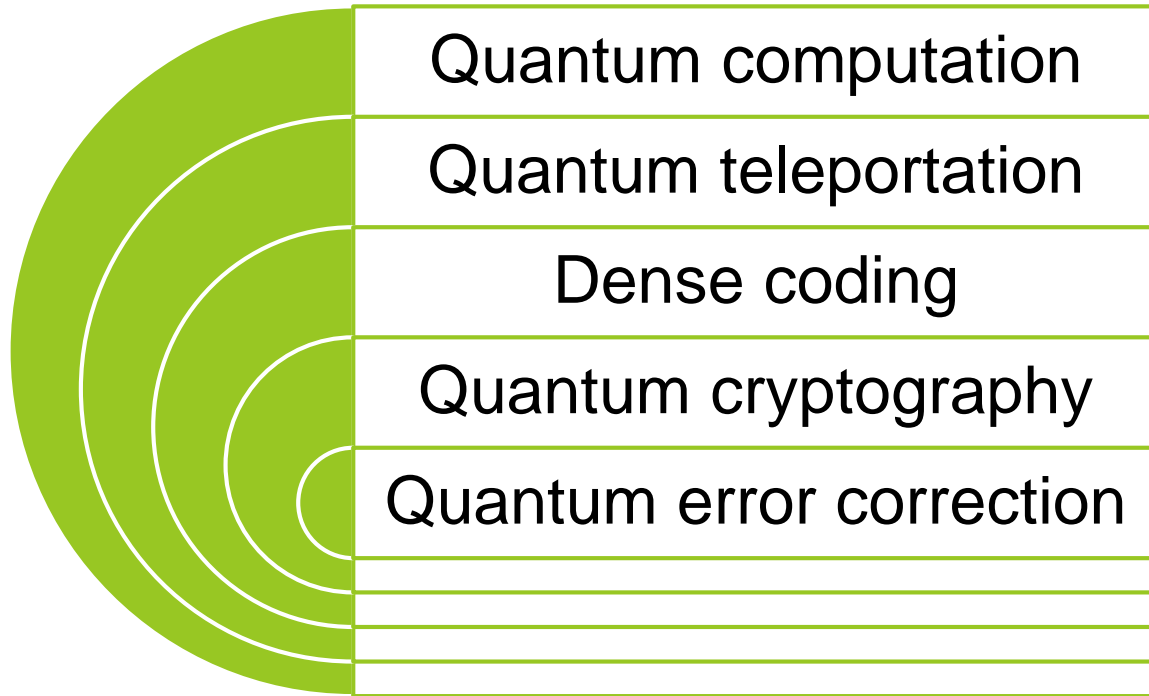 Quantum computation
Quantum teleportation
Dense coding
Quantum cryptography
Quantum error correction